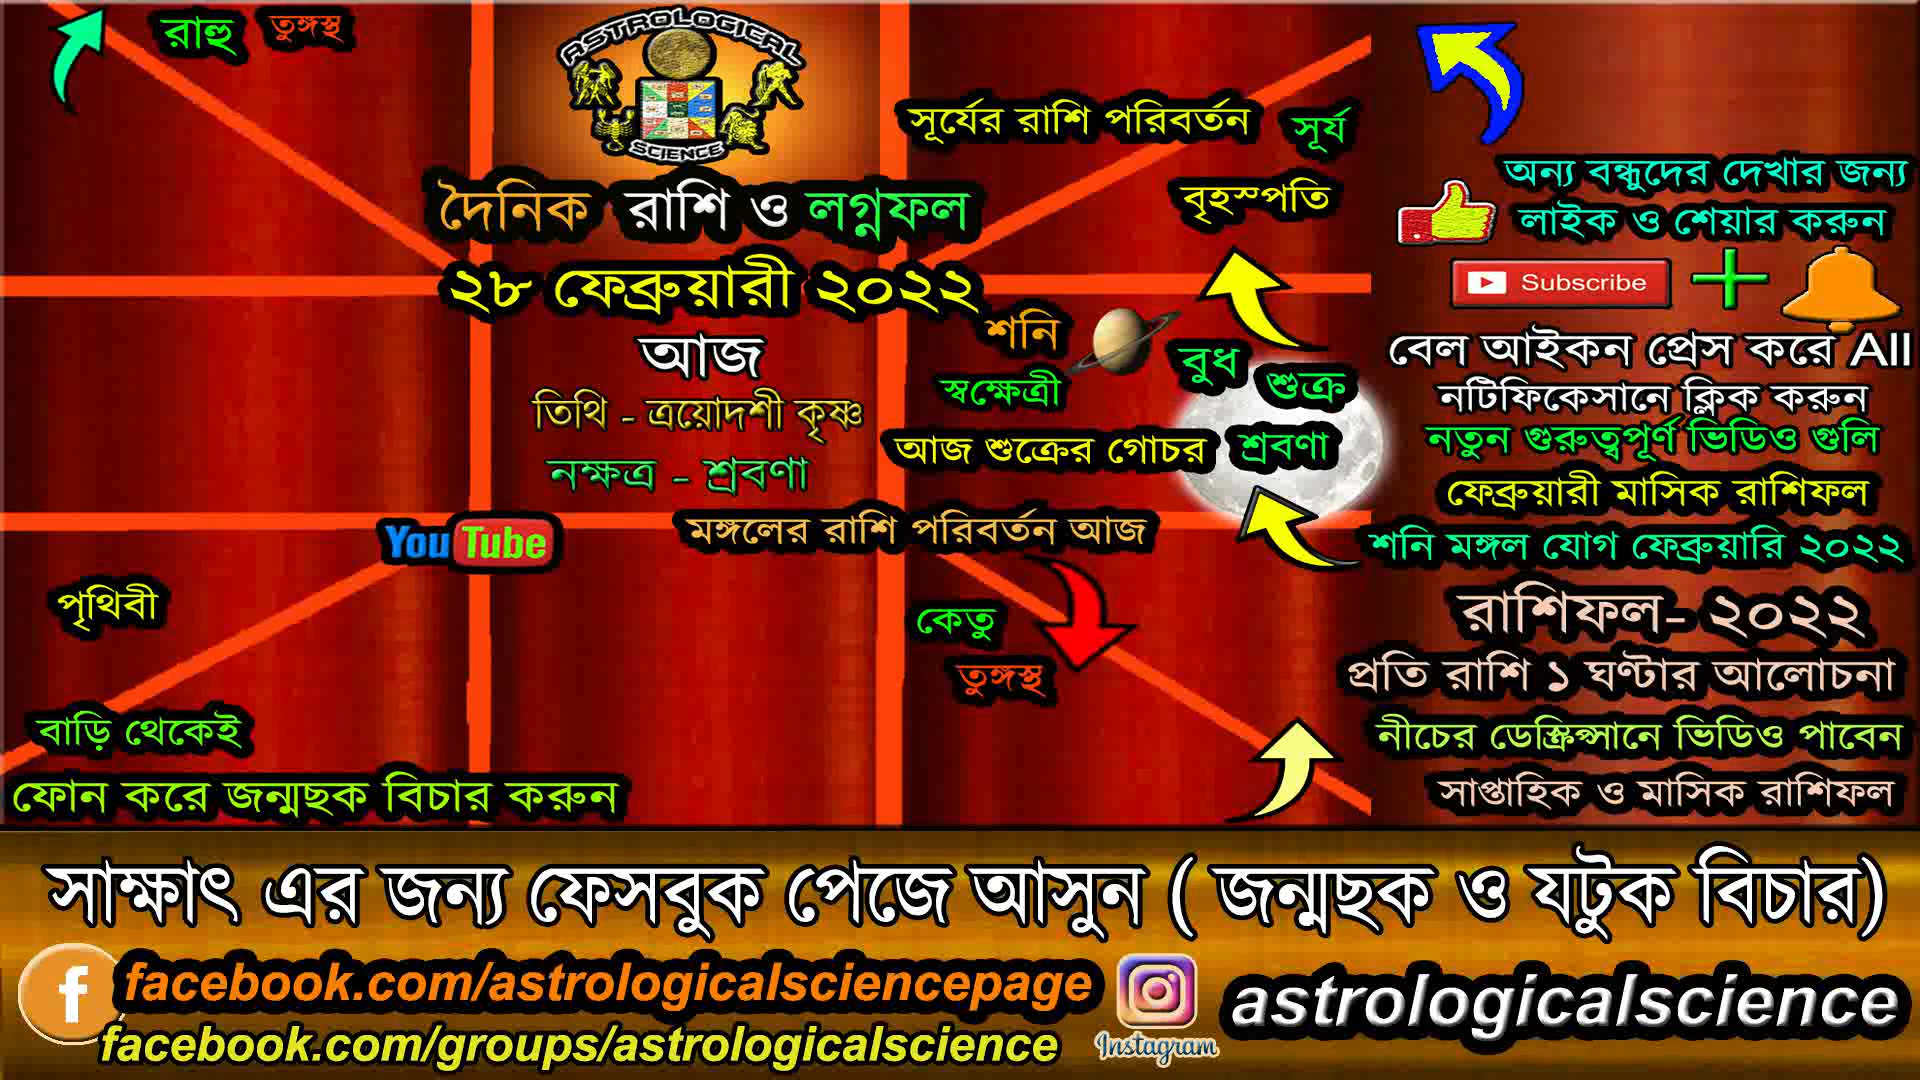 রাহু তুঙ্গস্থ
ASTROLOGICAL
SCIENCE
সূর্যের রাশি পরিবর্তন সূর্য
বৃহস্পতি
দৈনিক রাশি ও লগ্নফল
২৮ ফেব্রুয়ারী ২০২২
আজ
তিথি - ত্রয়োদশী কৃষ্ণ
নক্ষত্র - শ্রবণা
শনি
স্বক্ষেত্রী
বুধ
শুক্র
আজ শুক্রের গোচর শ্রবণা
মঙ্গলের রাশি পরিবর্তন আজ
YouTube
পৃথিবী
কেতু
তুঙ্গস্থ
বাড়ি থেকেই
ফোন করে জন্মছক বিচার করুন
অন্য বন্ধুদের দেখার জন্য
লাইক ও শেয়ার করুন
Subscribe
বেল আইকন প্রেস করে All
নটিফিকেসানে ক্লিক করুন
নতুন গুরুত্বপূর্ণ ভিডিও গুলি
ফেব্রুয়ারী মাসিক রাশিফল
শনি মঙ্গল যোগ ফেব্রুয়ারি ২০২২
রাশিফল- ২০২২
প্রতি রাশি ১ ঘণ্টার আলোচনা
নীচের ডেস্ক্রিপ্সানে ভিডিও পাবেন
সাপ্তাহিক ও মাসিক রাশিফল
সাক্ষাৎ এর জন্য ফেসবুক পেজে আসুন ( জন্মছক ও যটুক বিচার)
facebook.com/astrologicalsciencepage
facebook.com/groups/astrologicalscience
Instagram
astrologicalscience